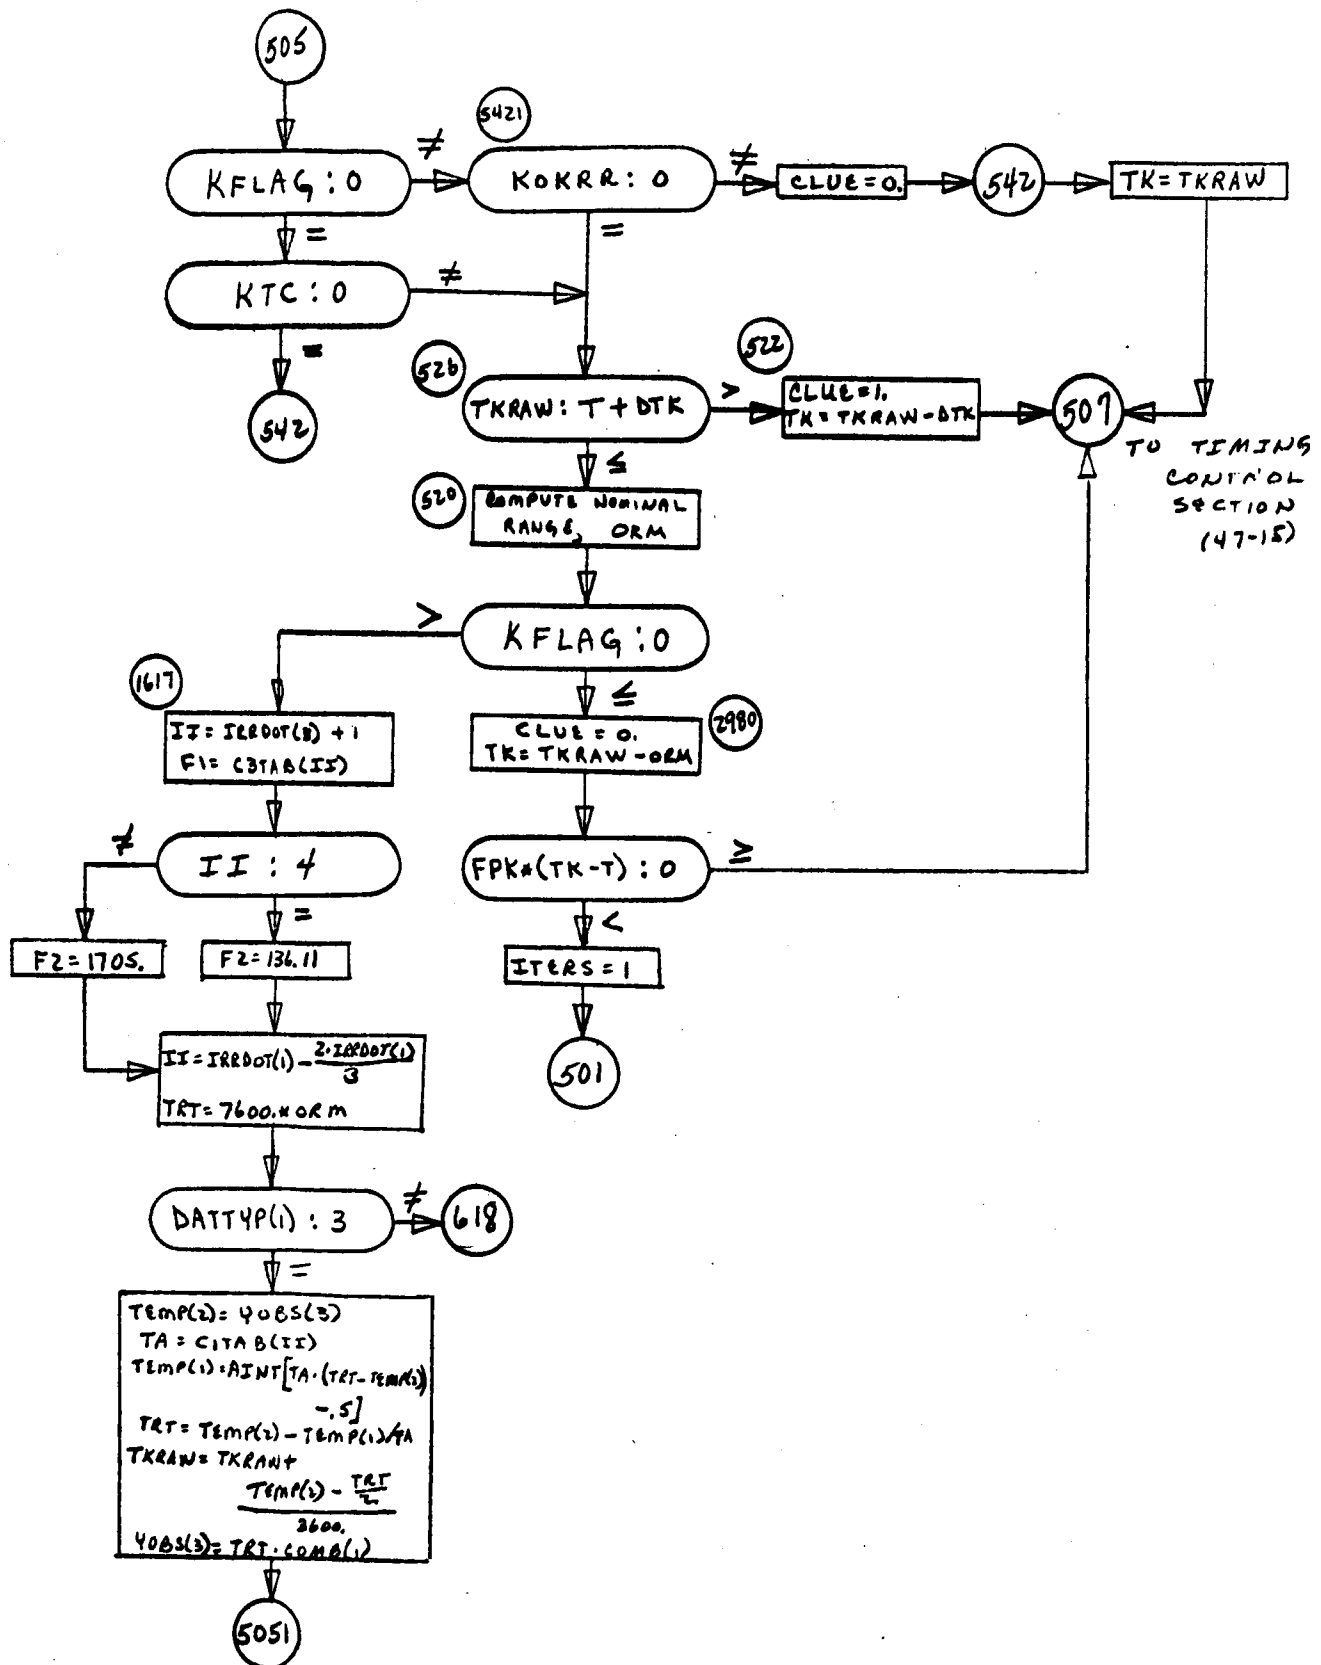 505
5421
KFLAG : 0
≠
KOKRR : 0
≠
CLUE = 0.
542
TK = TKRAW
=
=
KTC : 0
≠
=
542
526
TKRAW : T + DTK
>
522
CLUE = 1.
TK = TKRAW - DTK
507
TO TIMING
CONTROL
SECTION
(47-15)
≤
520
COMPUTE NOMINAL
RANGE, ORM
KFLAG : 0
>
≤
1617
II = IRRDOT(3) + 1
F1 = C3TAB(II)
2980
CLUE = 0.
TK = TKRAW - ORM
II : 4
≠
=
FPK*(TK-T) : 0
≥
<
F2 = 1705.
F2 = 136.11
ITERS = 1
501
II = IRRDOT(1) - 2·IRRDOT(1)
3
TRT = 7600.*ORM
DATTYP(1) : 3
≠
618
=
TEMP(2) = YOBS(3)
TA = C1TAB(II)
TEMP(1) = AINT[TA·(TRT-TEMP(2))
-.5]
TRT = TEMP(2) - TEMP(1)/TA
TKRAW = TKRAW +
TEMP(2) - TRT
2
3600.
YOBS(3) = TRT·COMB(1)
5051